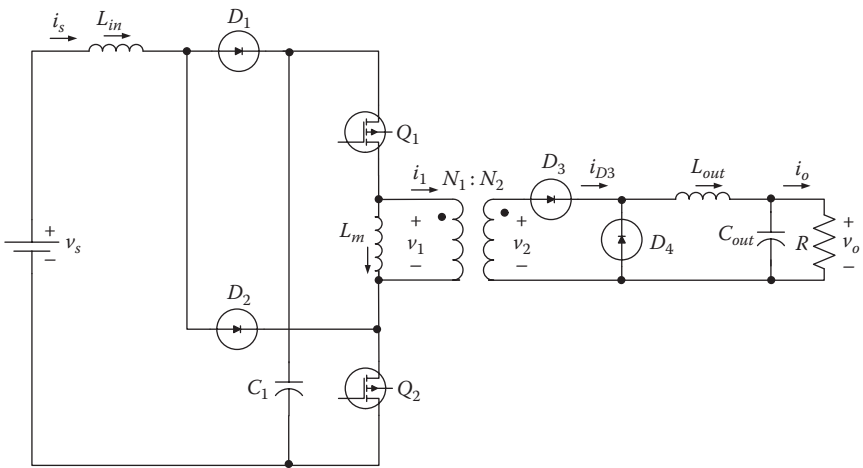 i_s
L_in
D_1
Q_1
i_1
N_1 : N_2
D_3
i_D3
L_out
i_o
+
v_s
−
L_m
+
v_1
−
+
v_2
−
D_4
C_out
R
+
v_o
−
D_2
C_1
Q_2